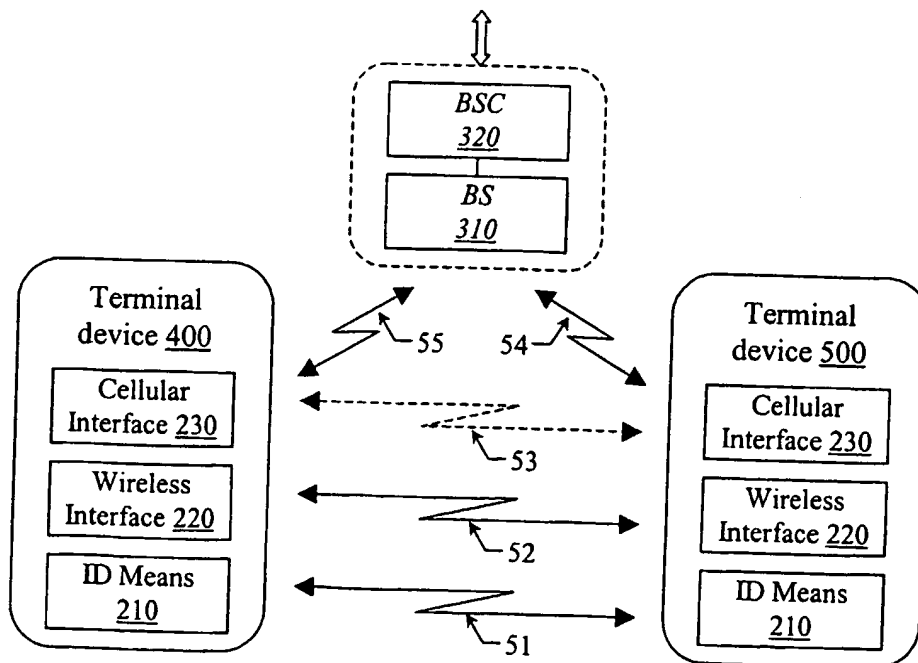 BSC
320
BS
310
Terminal
device 400
Cellular
Interface 230
Wireless
Interface 220
ID Means
210
55
54
53
52
51
Terminal
device 500
Cellular
Interface 230
Wireless
Interface 220
ID Means
210